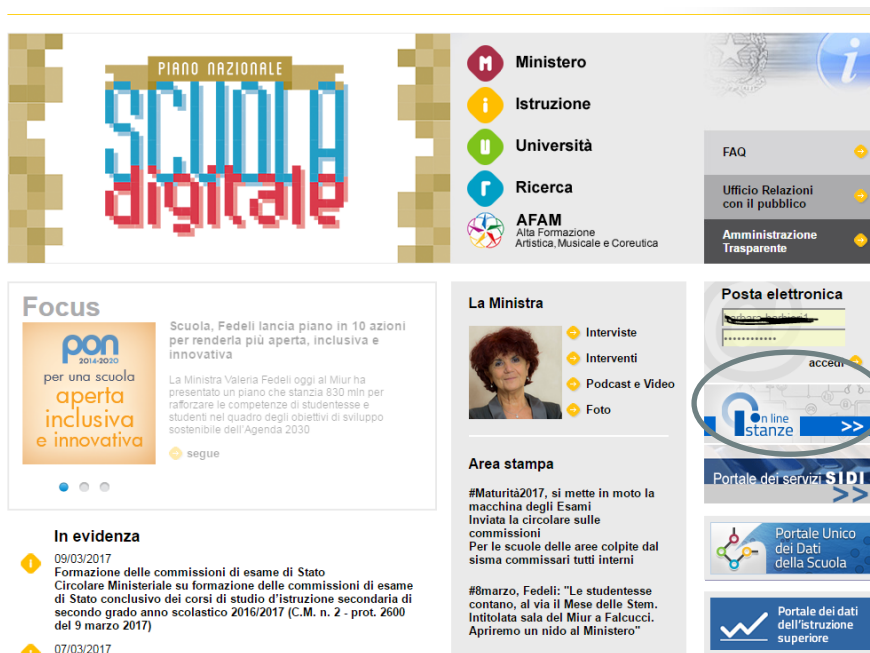 PIANO NAZIONALE
SCUOLA
digitale
M Ministero
i Istruzione
U Università
r Ricerca
AFAM
Alta Formazione
Artistica, Musicale e Coreutica
i
FAQ
Ufficio Relazioni
con il pubblico
Amministrazione
Trasparente
Focus
pon
2014-2020
per una scuola
aperta
inclusiva
e innovativa
Scuola, Fedeli lancia piano in 10 azioni
per renderla più aperta, inclusiva e
innovativa
La Ministra Valeria Fedeli oggi al Miur ha
presentato un piano che stanzia 830 mln per
rafforzare le competenze di studentesse e
studenti nel quadro degli obiettivi di sviluppo
sostenibile dell'Agenda 2030
segue
In evidenza
09/03/2017
Formazione delle commissioni di esame di Stato
Circolare Ministeriale su formazione delle commissioni di esame
di Stato conclusivo dei corsi di studio d'istruzione secondaria di
secondo grado anno scolastico 2016/2017 (C.M. n. 2 - prot. 2600
del 9 marzo 2017)
07/03/2017
La Ministra
Interviste
Interventi
Podcast e Video
Foto
Area stampa
#Maturità2017, si mette in moto la
macchina degli Esami
Inviata la circolare sulle
commissioni
Per le scuole delle aree colpite dal
sisma commissari tutti interni
#8marzo, Fedeli: "Le studentesse
contano, al via il Mese delle Stem.
Intitolata sala del Miur a Falcucci.
Apriremo un nido al Ministero"
Posta elettronica
••••••••••••
accedi
On line
Istanze >>
Portale dei servizi SIDI
>>
Portale Unico
dei Dati
della Scuola
Portale dei dati
dell'istruzione
superiore